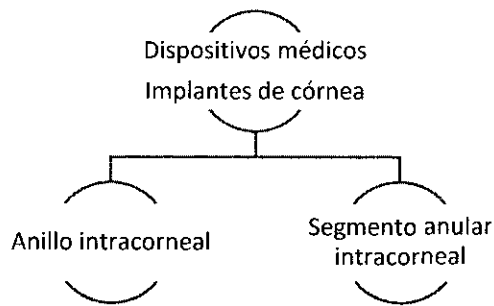 Dispositivos médicos
Implantes de córnea
Anillo intracorneal
Segmento anular
intracorneal